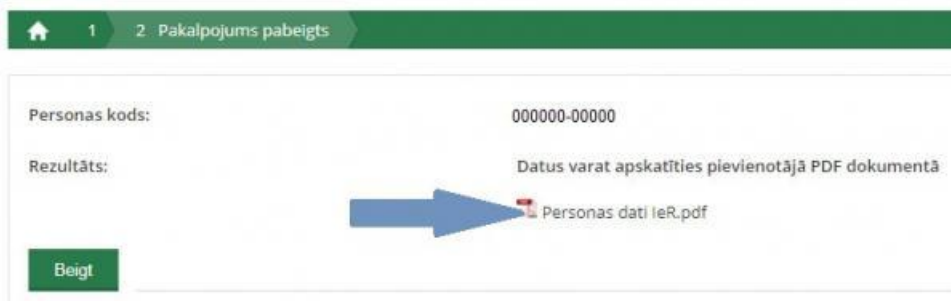 1 2 Pakalpojums pabeigts
Personas kods: 000000-00000
Rezultāts: Datus varat apskatīties pievienotājā PDF dokumentā
Personas dati IeR.pdf
Beigt